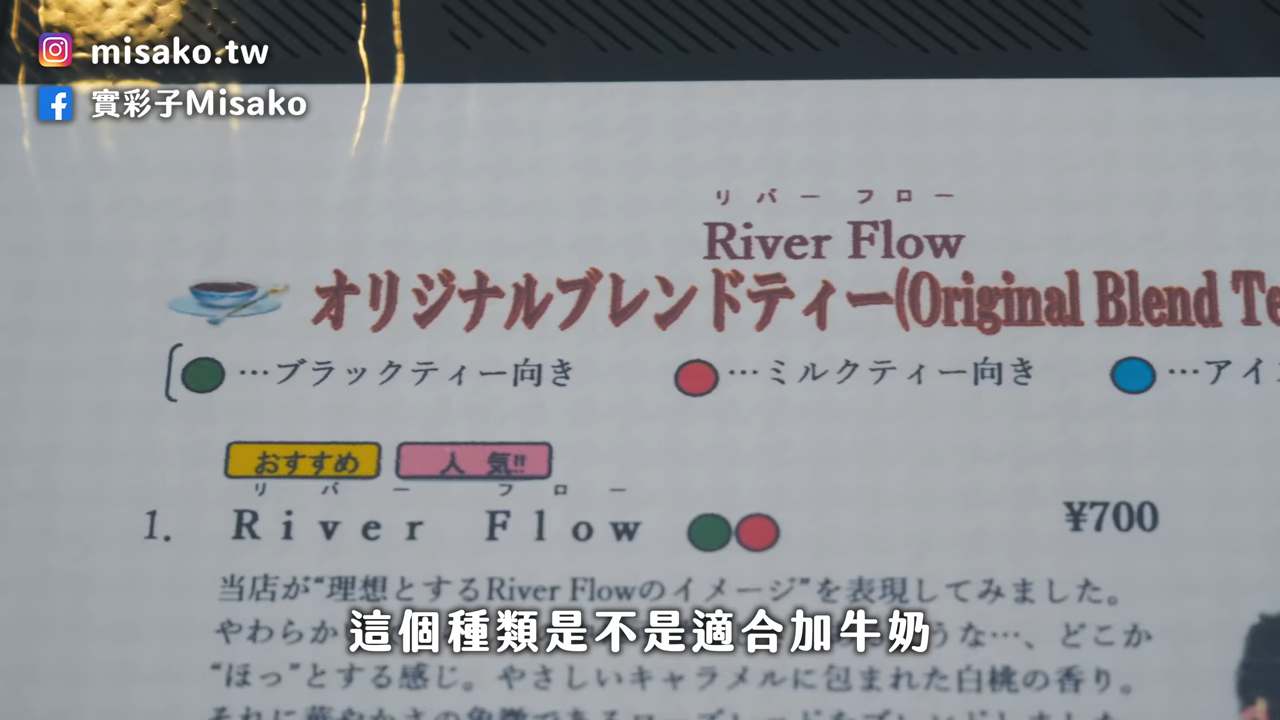 misako.tw
實彩子Misako
リバーフロー
River Flow
オリジナルブレンドティー(Original Blend Te
…ブラックティー向き …ミルクティー向き …アイ
おすすめ 人気!!
リバーフロー
1. River Flow ¥700
当店が“理想とするRiver Flowのイメージ”を表現してみました。
やわらか うな…、どこか
這個種類是不是適合加牛奶
“ほっ”とする感じ。やさしいキャラメルに包まれた白桃の香り。